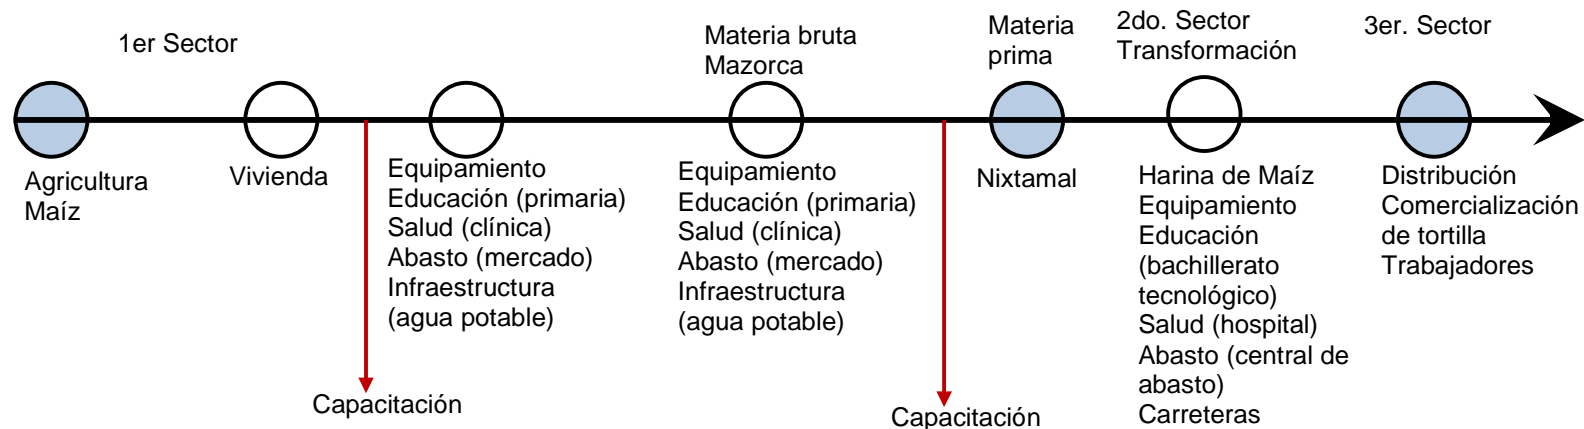 1er Sector
Materia bruta
Mazorca
Materia
prima
2do. Sector
Transformación
3er. Sector
Agricultura
Maíz
Vivienda
Equipamiento
Educación (primaria)
Salud (clínica)
Abasto (mercado)
Infraestructura
(agua potable)
Equipamiento
Educación (primaria)
Salud (clínica)
Abasto (mercado)
Infraestructura
(agua potable)
Nixtamal
Harina de Maíz
Equipamiento
Educación
(bachillerato
tecnológico)
Salud (hospital)
Abasto (central de
abasto)
Carreteras
Distribución
Comercialización
de tortilla
Trabajadores
Capacitación
Capacitación